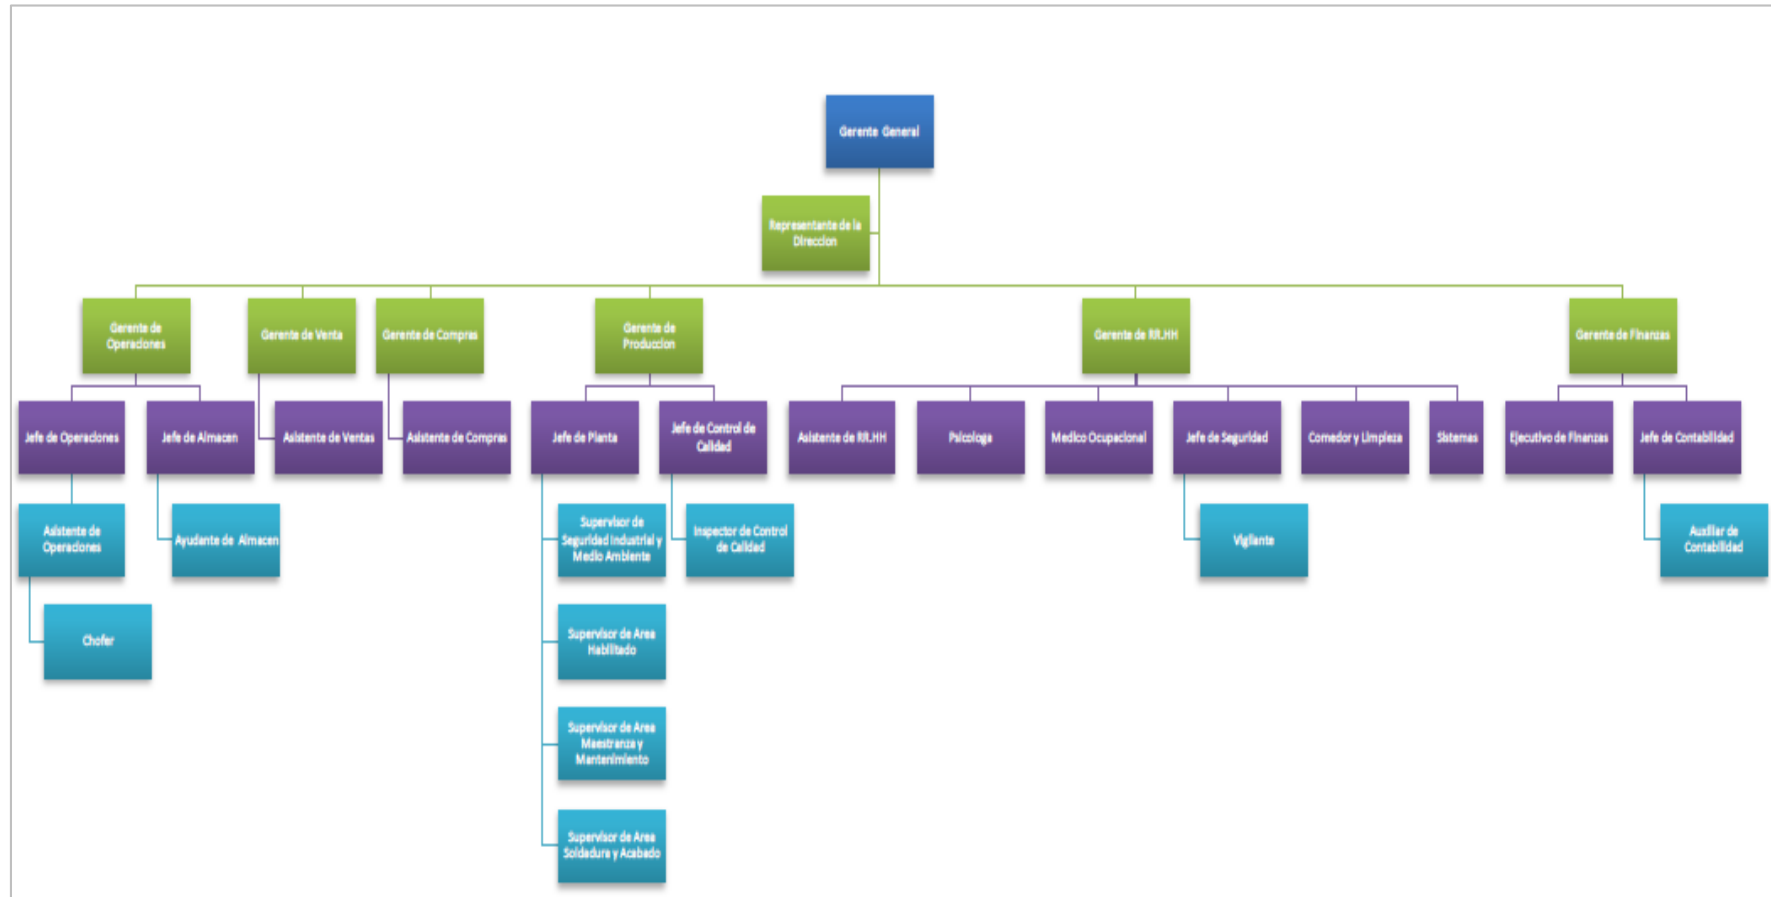 Gerente General
Representante de la
Direccion
Gerente de
Operaciones
Gerente de Venta
Gerente de Compras
Gerente de
Produccion
Gerente de RR.HH
Gerente de Finanzas
Jefe de Operaciones
Jefe de Almacen
Asistente de Ventas
Asistente de Compras
Jefe de Planta
Jefe de Control de
Calidad
Asistente de RR.HH
Psicologa
Medico Ocupacional
Jefe de Seguridad
Comedor y Limpieza
Sistemas
Ejecutivo de Finanzas
Jefe de Contabilidad
Asistente de
Operaciones
Ayudante de Almacen
Supervisor de
Seguridad Industrial y
Medio Ambiente
Inspector de Control
de Calidad
Vigilante
Auxiliar de
Contabilidad
Chofer
Supervisor de Area
Habilitado
Supervisor de Area
Maestranza y
Mantenimiento
Supervisor de Area
Soldadura y Acabado